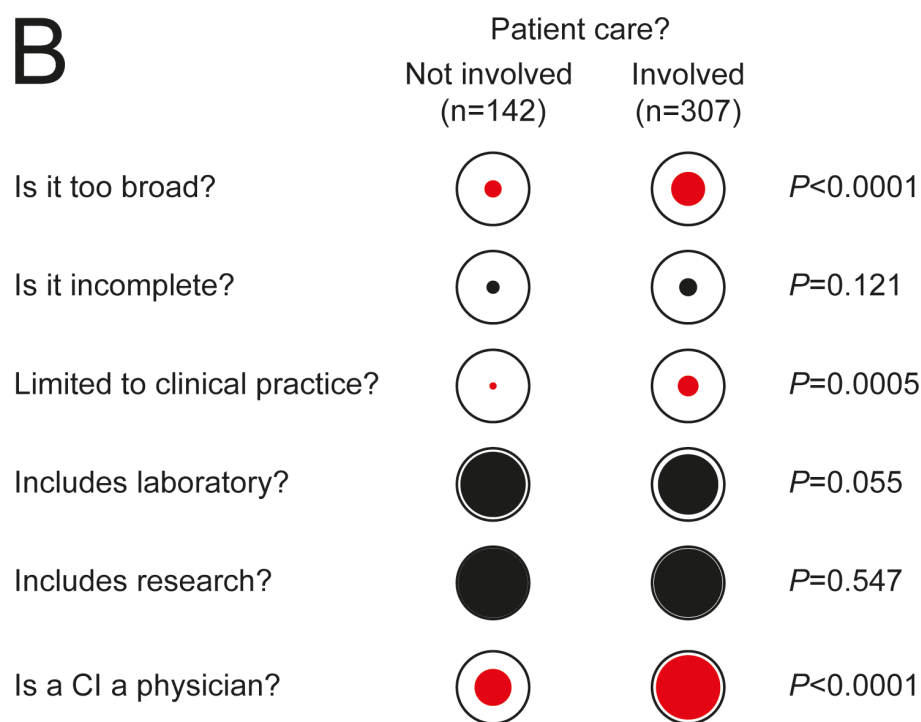 B
Patient care?
Not involved Involved
(n=142) (n=307)
Is it too broad? P<0.0001
Is it incomplete? P=0.121
Limited to clinical practice? P=0.0005
Includes laboratory? P=0.055
Includes research? P=0.547
Is a CI a physician? P<0.0001